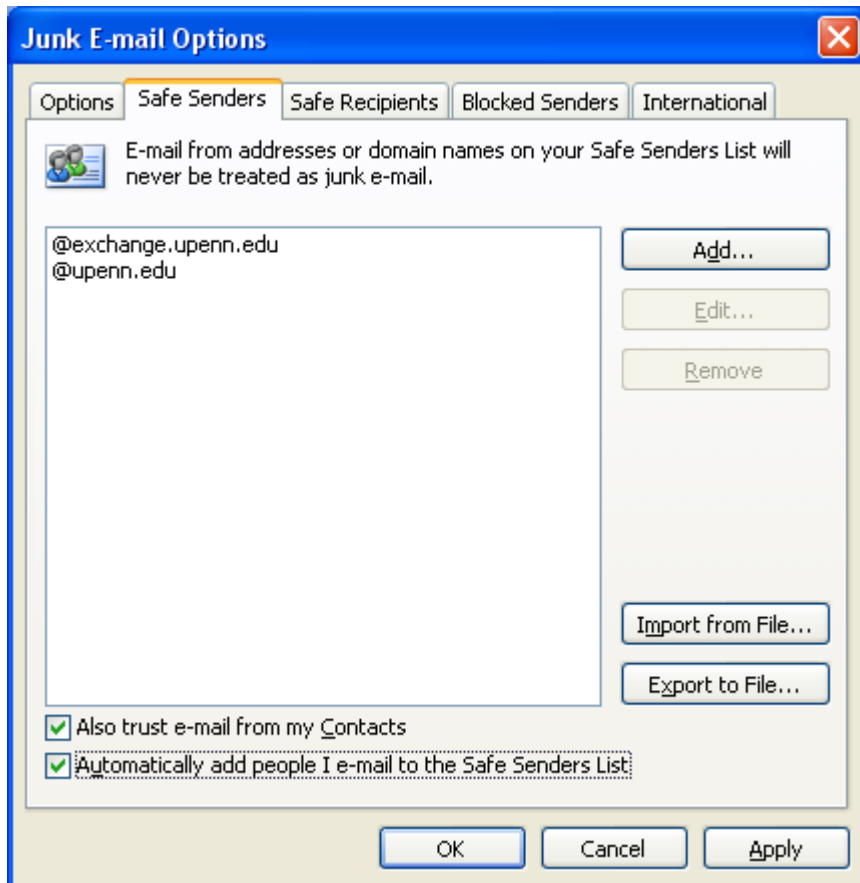 Junk E-mail Options
Options Safe Senders Safe Recipients Blocked Senders International
E-mail from addresses or domain names on your Safe Senders List will
never be treated as junk e-mail.
@exchange.upenn.edu
@upenn.edu
Add...
Edit...
Remove
Import from File...
Export to File...
Also trust e-mail from my Contacts
Automatically add people I e-mail to the Safe Senders List
OK Cancel Apply